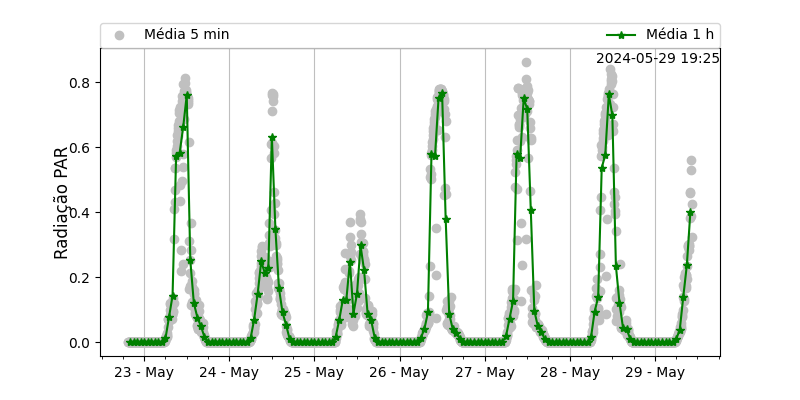 Média 5 min
Média 1 h
2024-05-29 19:25
Radiação PAR
0.8
0.6
0.4
0.2
0.0
23 - May
24 - May
25 - May
26 - May
27 - May
28 - May
29 - May